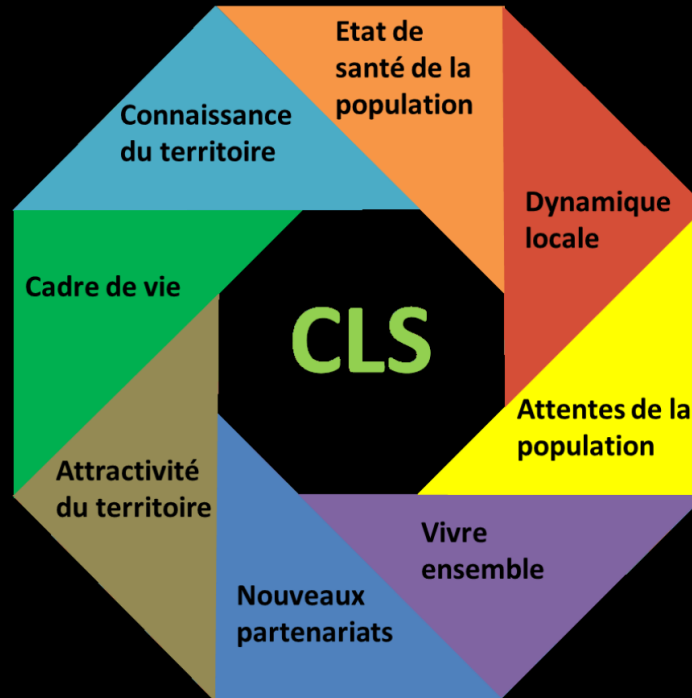 Etat de
santé de la
population
Connaissance
du territoire
Dynamique
locale
Cadre de vie
CLS
Attentes de la
population
Attractivité
du territoire
Vivre
ensemble
Nouveaux
partenariats